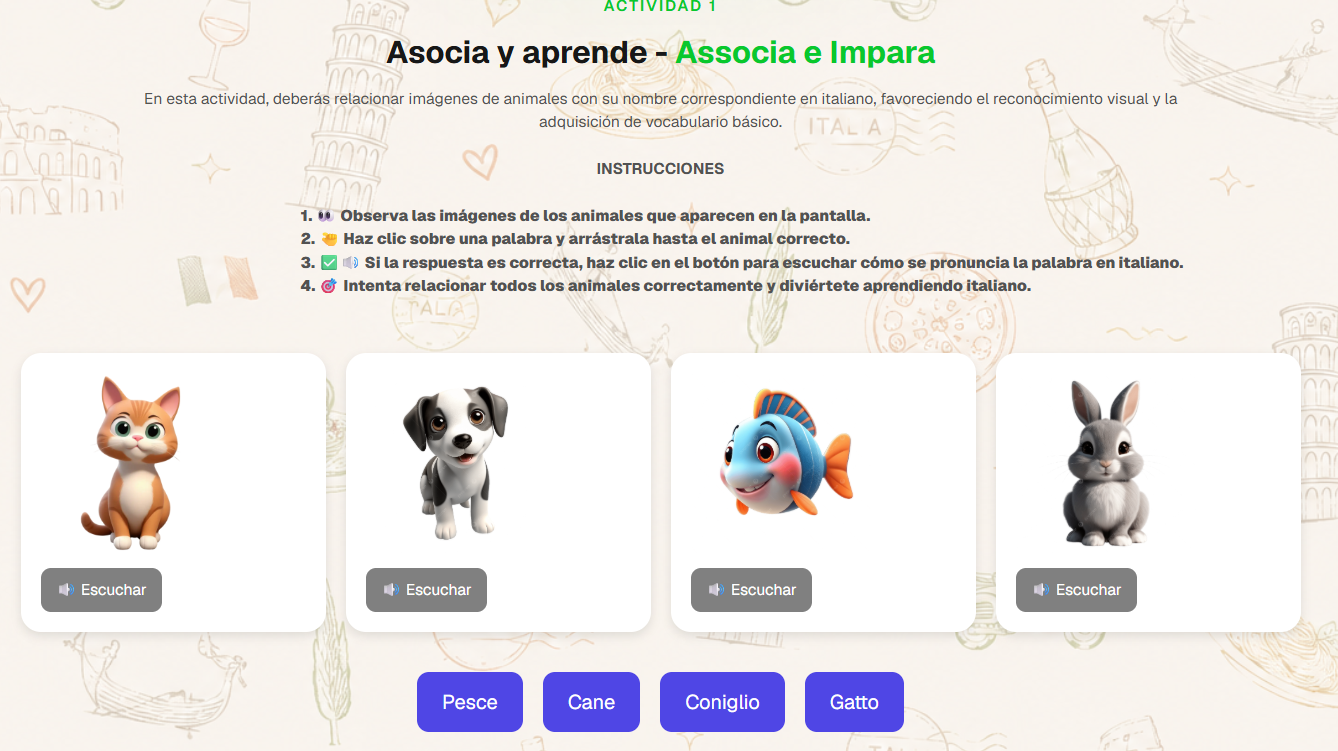 ACTIVIDAD 1
Asocia y aprende - Associa e Impara
En esta actividad, deberás relacionar imágenes de animales con su nombre correspondiente en italiano, favoreciendo el reconocimiento visual y la
adquisición de vocabulario básico.
ITAL A
INSTRUCCIONES
1. 👀 Observa las imágenes de los animales que aparecen en la pantalla.
2. 🤏 Haz clic sobre una palabra y arrástrala hasta el animal correcto.
3. ✅ 🔊 Si la respuesta es correcta, haz clic en el botón para escuchar cómo se pronuncia la palabra en italiano.
4. 🎯 Intenta relacionar todos los animales correctamente y diviértete aprendiendo italiano.
🔊 Escuchar
🔊 Escuchar
🔊 Escuchar
🔊 Escuchar
Pesce
Cane
Coniglio
Gatto